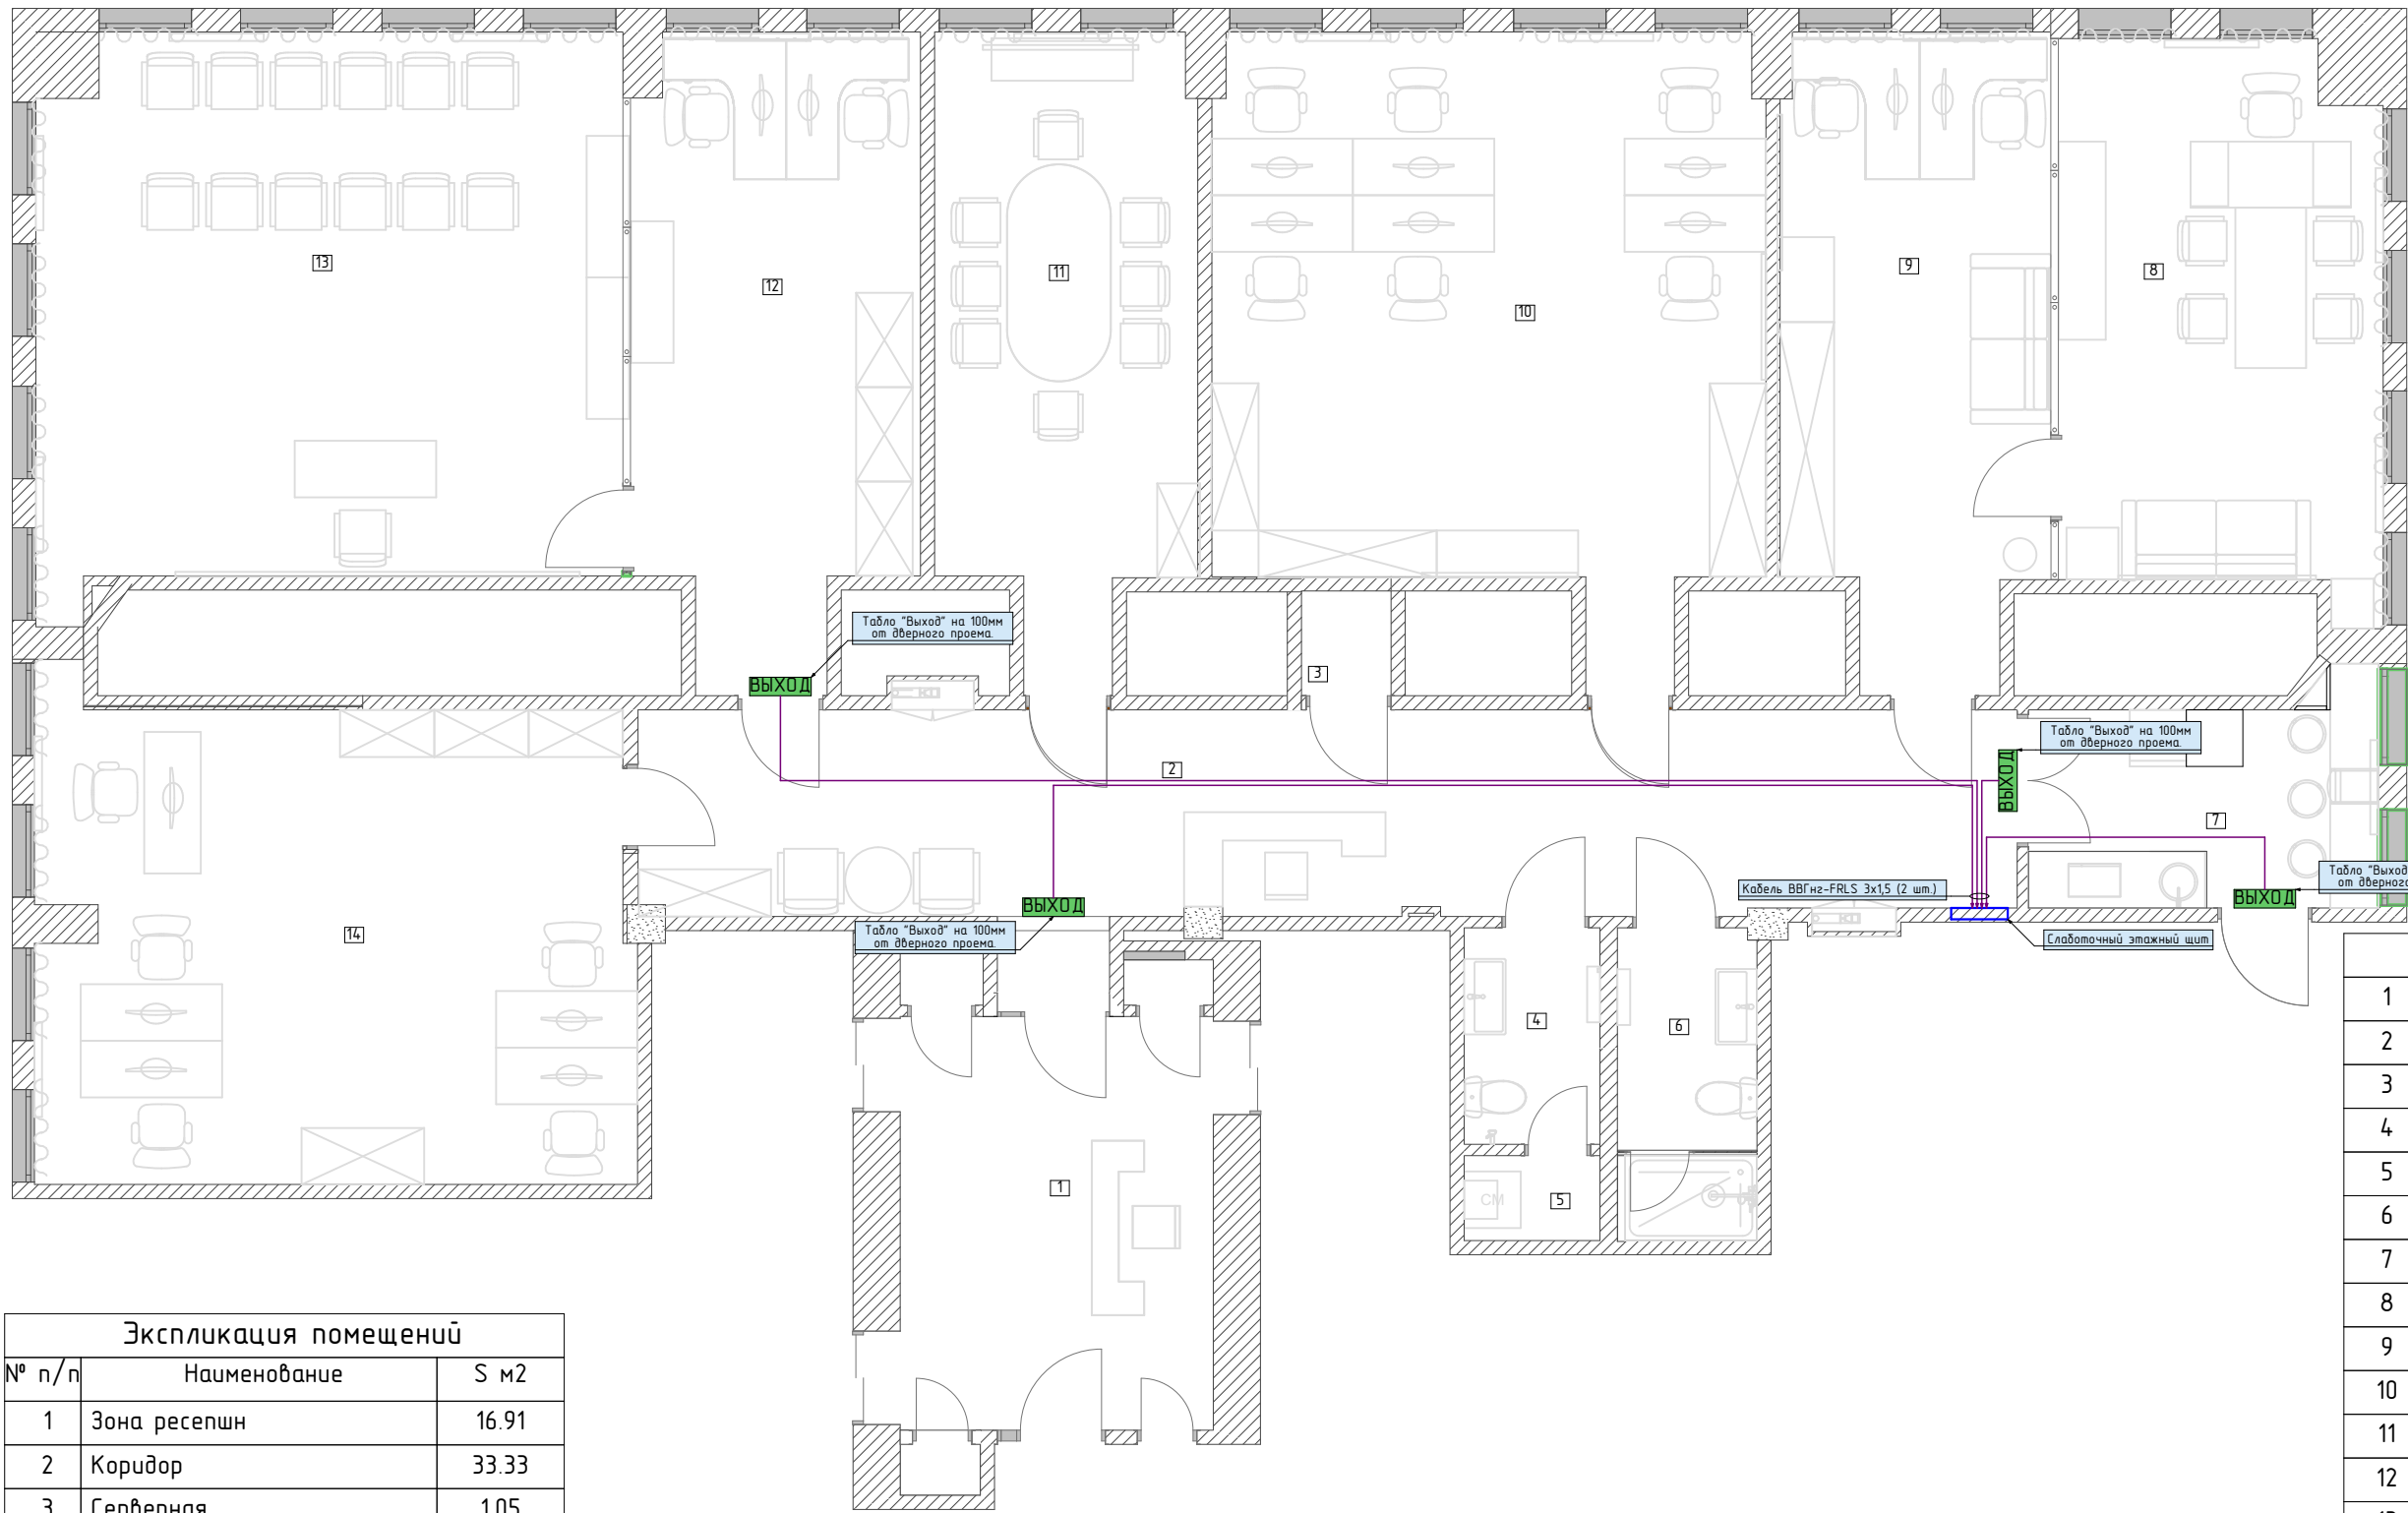 13
12
11
10
9
8
Табло "Выход" на 100мм
от дверного проема.
3
ВЫХОД
Табло "Выход" на 100мм
от дверного проема.
2
ВЫХОД
7
Табло "Выход
от дверного
ВЫХОД
Кабель ВВГнг-FRLS 3х1,5 (2 шт.)
ВЫХОД
14
Табло "Выход" на 100мм
от дверного проема.
Слаботочный этажный щит
4
6
1
5
СМ
Экспликация помещений
№ п/п Наименование S м2
1 Зона ресепшн 16.91
2 Коридор 33.33
3 Серверная 1.05
1
2
3
4
5
6
7
8
9
10
11
12